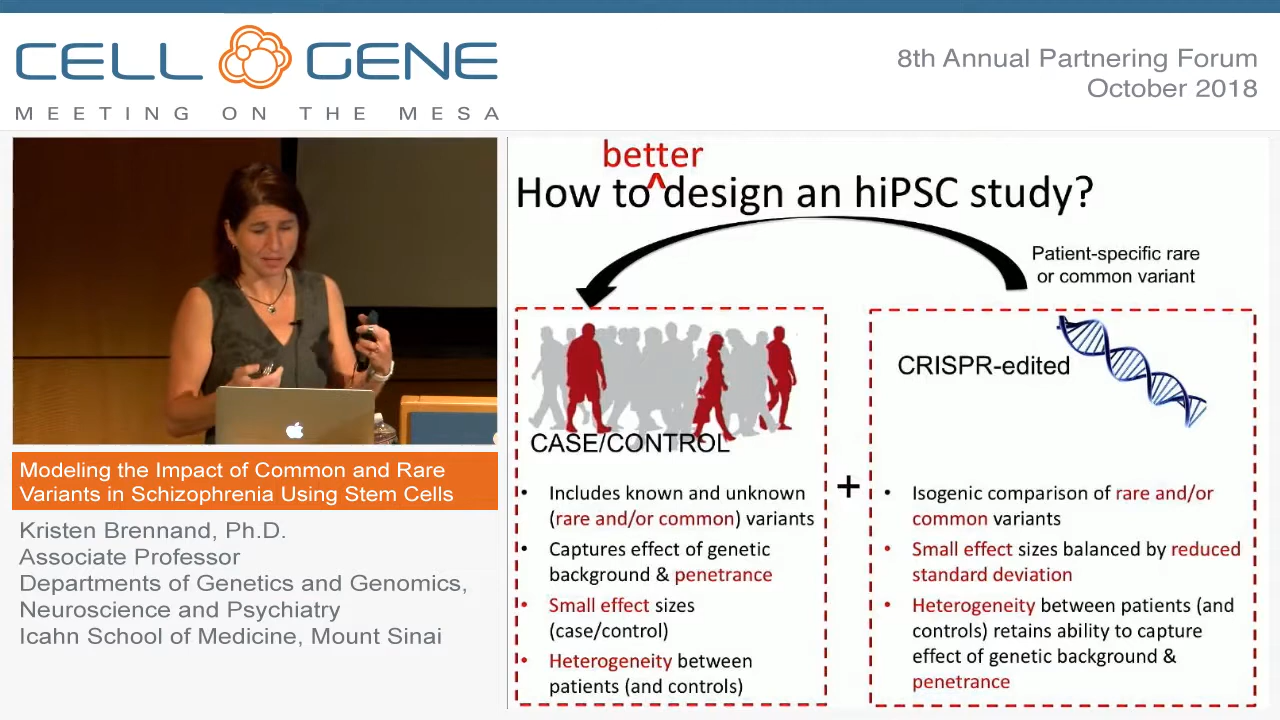 CELL GENE
MEETING ON THE MESA
8th Annual Partnering Forum
October 2018
better
How to ^ design an hiPSC study?
Patient-specific rare
or common variant
CASE/CONTROL
• Includes known and unknown
(rare and/or common) variants
• Captures effect of genetic
background & penetrance
• Small effect sizes
(case/control)
• Heterogeneity between
patients (and controls)
+
CRISPR-edited
• Isogenic comparison of rare and/or
common variants
• Small effect sizes balanced by reduced
standard deviation
• Heterogeneity between patients (and
controls) retains ability to capture
effect of genetic background &
penetrance
Modeling the Impact of Common and Rare
Variants in Schizophrenia Using Stem Cells
Kristen Brennand, Ph.D.
Associate Professor
Departments of Genetics and Genomics,
Neuroscience and Psychiatry
Icahn School of Medicine, Mount Sinai